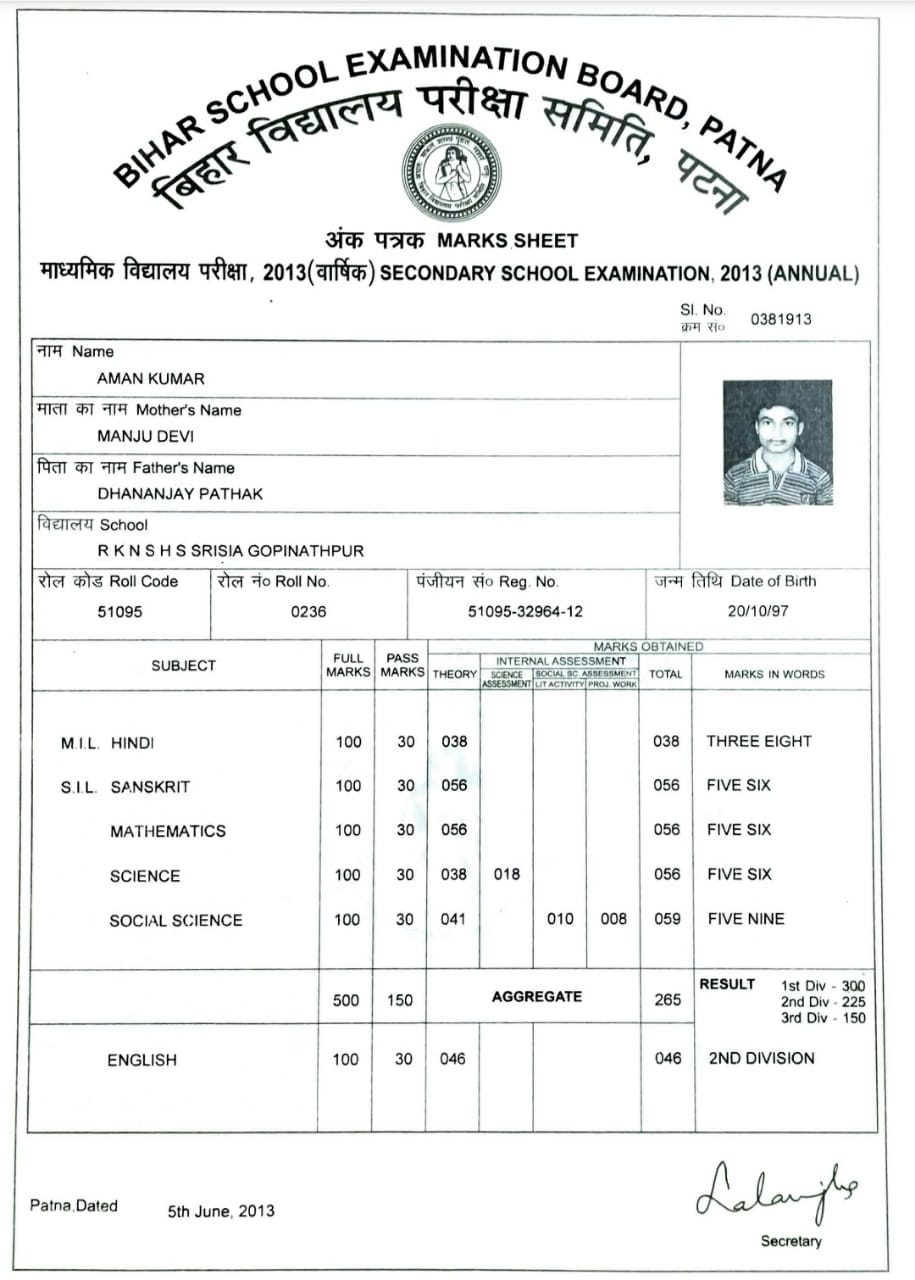 BIHAR SCHOOL EXAMINATION BOARD, PATNA
बिहार विद्यालय परीक्षा समिति, पटना
अंक पत्रक MARKS SHEET
माध्यमिक विद्यालय परीक्षा, 2013(वार्षिक) SECONDARY SCHOOL EXAMINATION, 2013 (ANNUAL)
Sl. No. 0381913
क्रम सं०
नाम Name
AMAN KUMAR
माता का नाम Mother's Name
MANJU DEVI
पिता का नाम Father's Name
DHANANJAY PATHAK
विद्यालय School
R K N S H S SRISIA GOPINATHPUR
रोल कोड Roll Code रोल नं० Roll No. पंजीयन सं० Reg. No. जन्म तिथि Date of Birth
51095 0236 51095-32964-12 20/10/97
SUBJECT FULL MARKS PASS MARKS MARKS OBTAINED
THEORY INTERNAL ASSESSMENT TOTAL MARKS IN WORDS
SCIENCE ASSESSMENT SOCIAL SC. ASSESSMENT
LIT ACTIVITY PROJ. WORK
M.I.L. HINDI 100 30 038 038 THREE EIGHT
S.I.L. SANSKRIT 100 30 056 056 FIVE SIX
MATHEMATICS 100 30 056 056 FIVE SIX
SCIENCE 100 30 038 018 056 FIVE SIX
SOCIAL SCIENCE 100 30 041 010 008 059 FIVE NINE
500 150 AGGREGATE 265 RESULT 1st Div - 300
2nd Div - 225
3rd Div - 150
ENGLISH 100 30 046 046 2ND DIVISION
Patna,Dated 5th June, 2013
Secretary